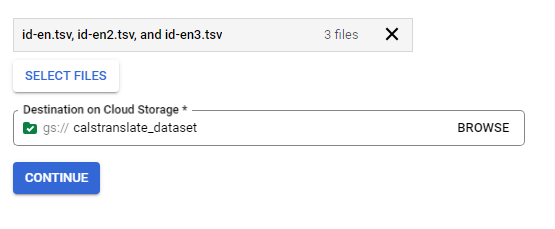 id-en.tsv, id-en2.tsv, and id-en3.tsv 3 files
SELECT FILES
Destination on Cloud Storage *
gs:// calstranslate_dataset BROWSE
CONTINUE